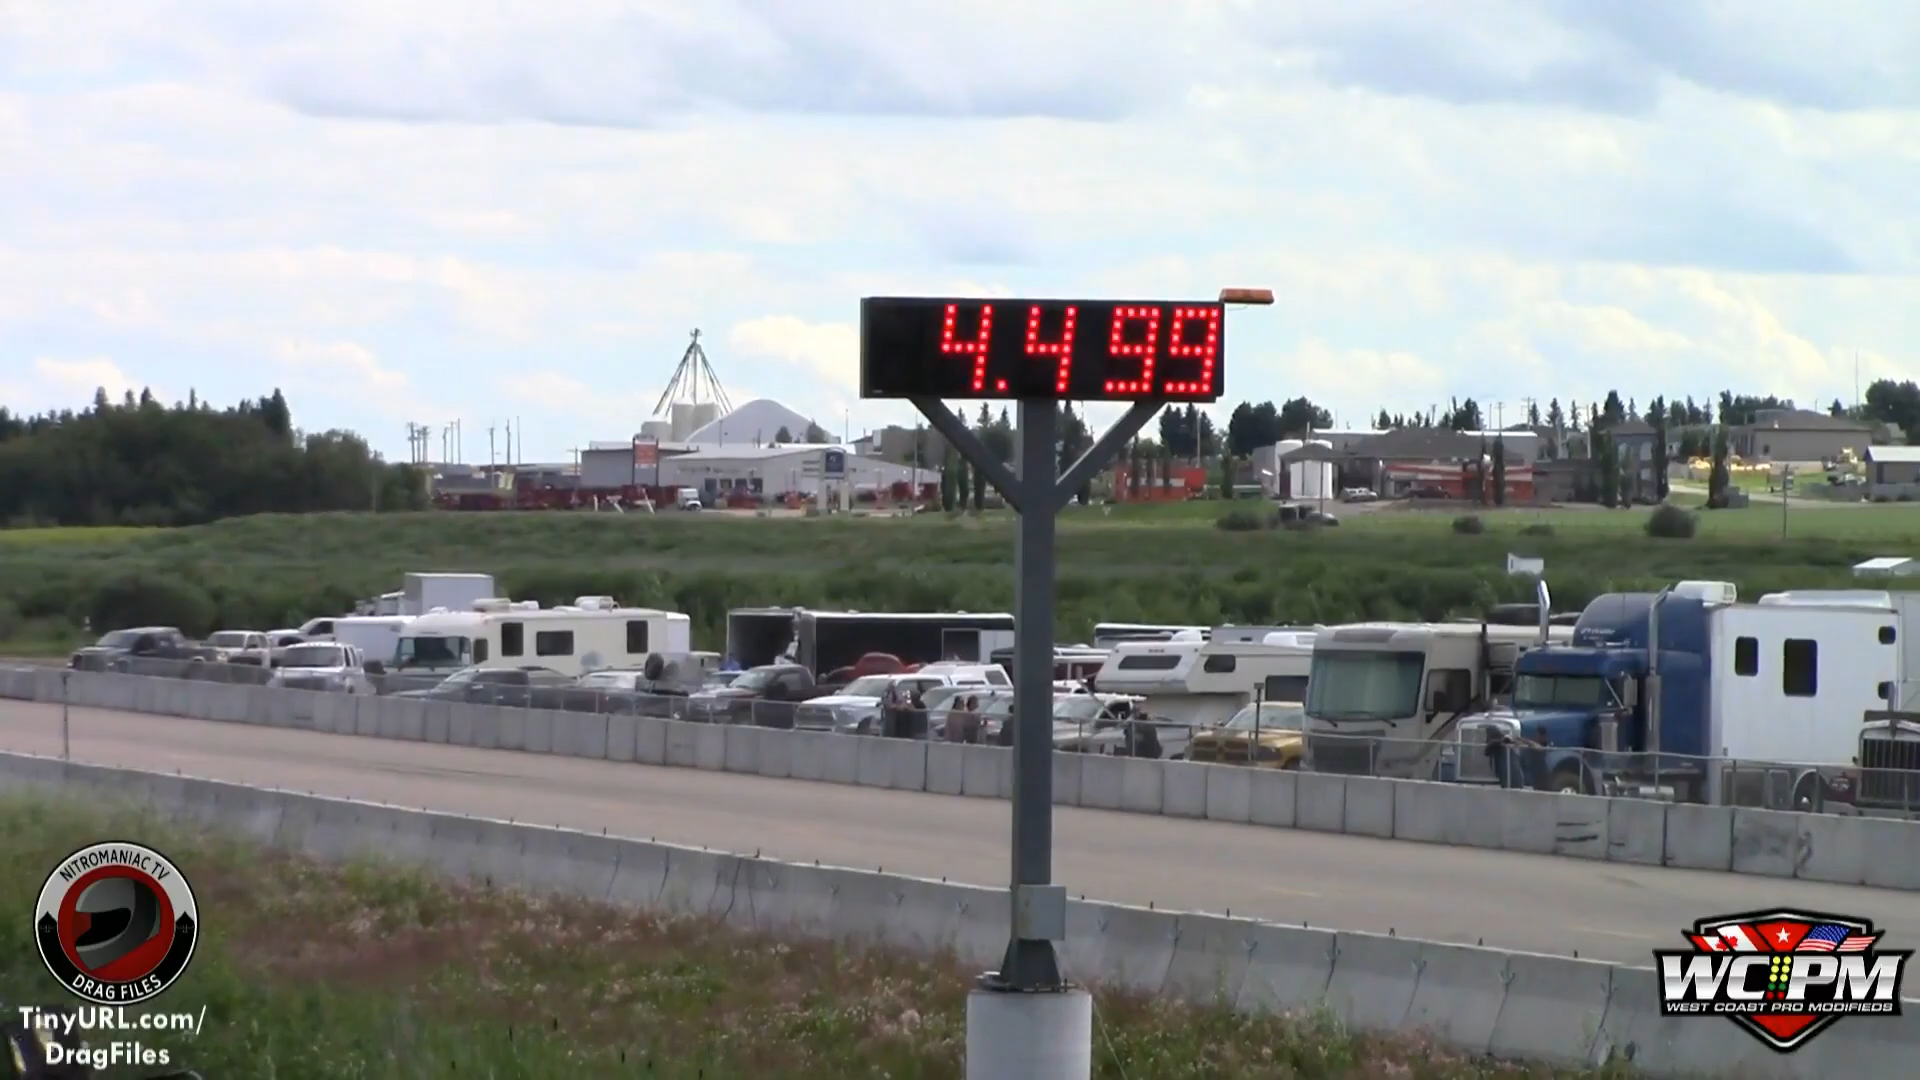 4.499
NITROMANIAC TV
DRAG FILES
TinyURL.com/
DragFiles
WCPM
WEST COAST PRO MODIFIEDS